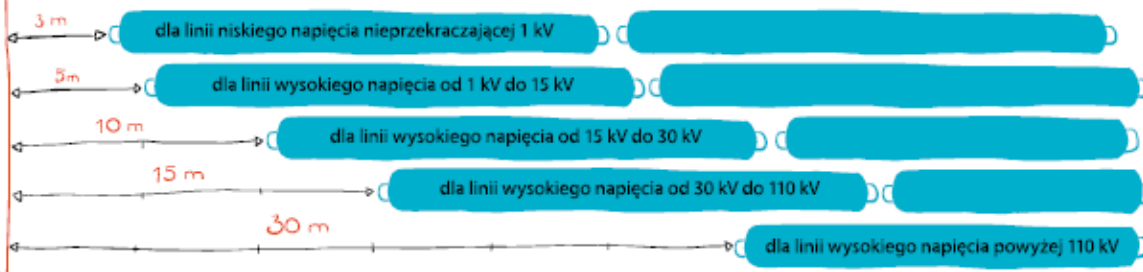 3 m
dla linii niskiego napięcia nieprzekraczającej 1 kV
5m
dla linii wysokiego napięcia od 1 kV do 15 kV
10 m
dla linii wysokiego napięcia od 15 kV do 30 kV
15 m
dla linii wysokiego napięcia od 30 kV do 110 kV
30 m
dla linii wysokiego napięcia powyżej 110 kV